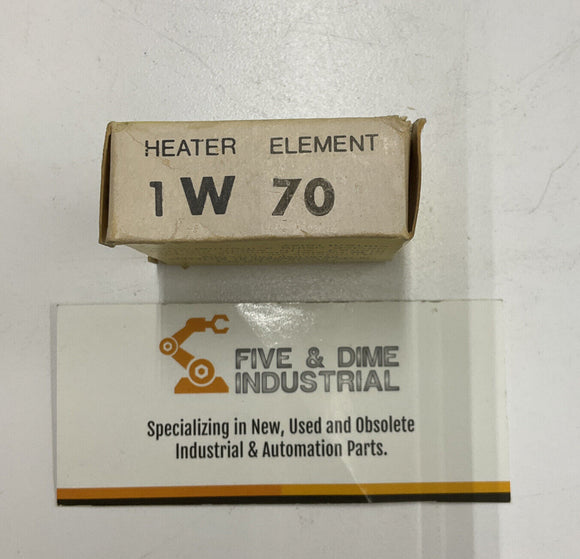 HEATER ELEMENT
1W 70
FIVE & DIME
INDUSTRIAL
Specializing in New, Used and Obsolete
Industrial & Automation Parts.